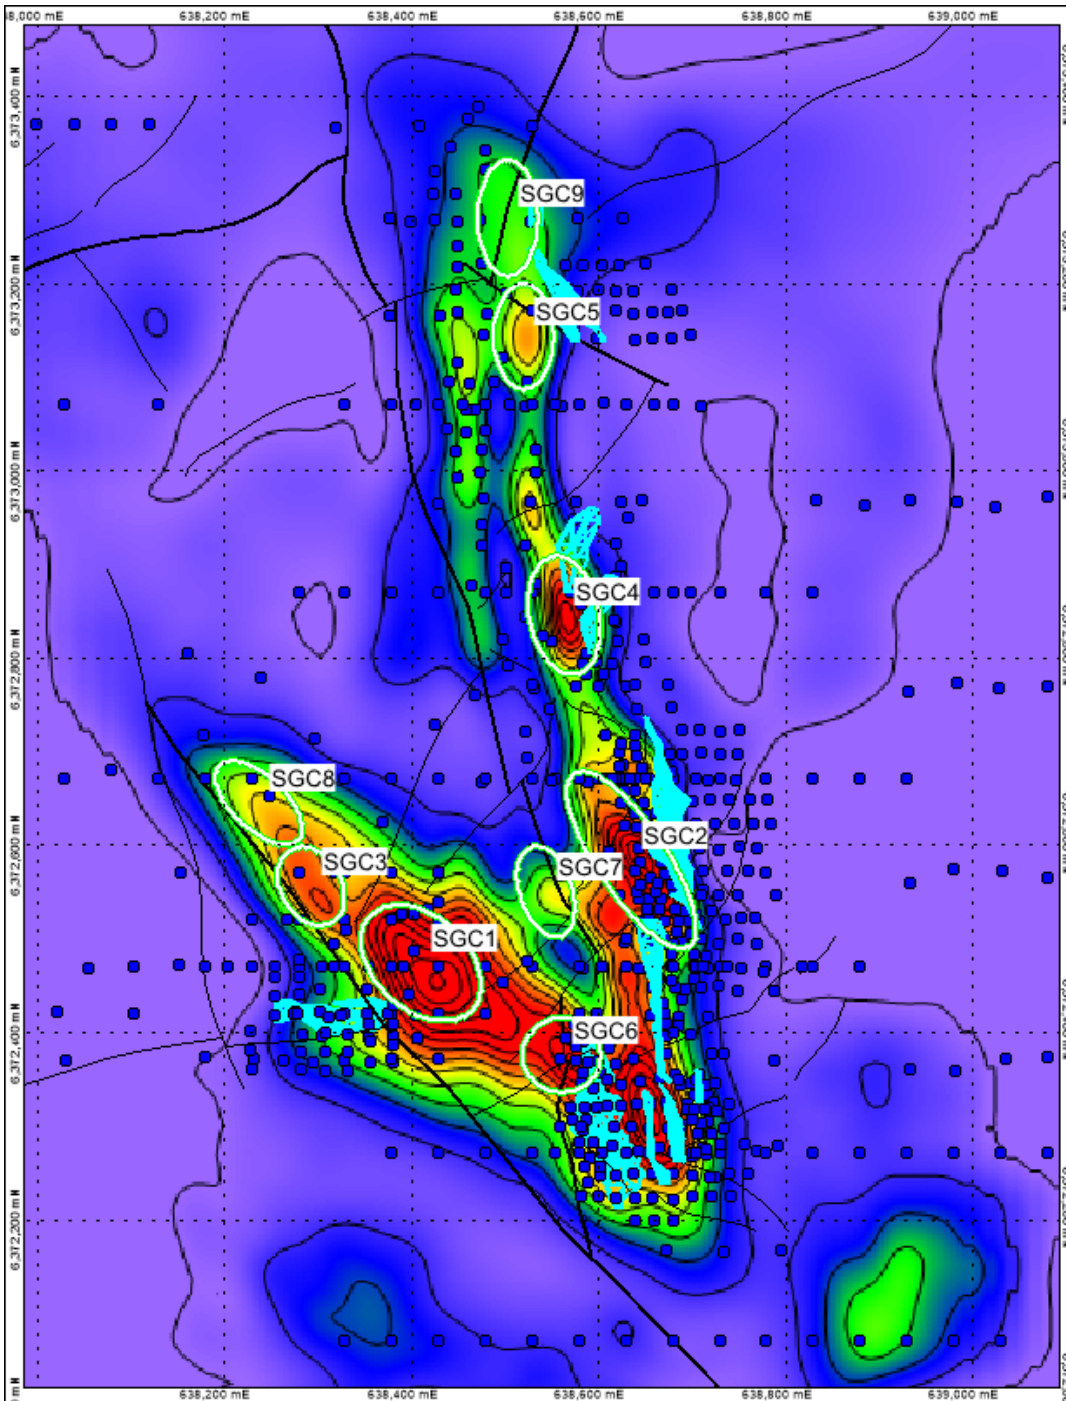 638,200 mE
638,400 mE
638,600 mE
638,800 mE
639,000 mE
6,373,400 mN
SGC9
6,373,200 mN
SGC5
6,373,000 mN
SGC4
6,372,800 mN
SGC8
SGC2
6,372,600 mN
SGC3
SGC7
SGC1
SGC6
6,372,400 mN
6,372,200 mN
638,200 mE
638,400 mE
638,600 mE
638,800 mE
639,000 mE